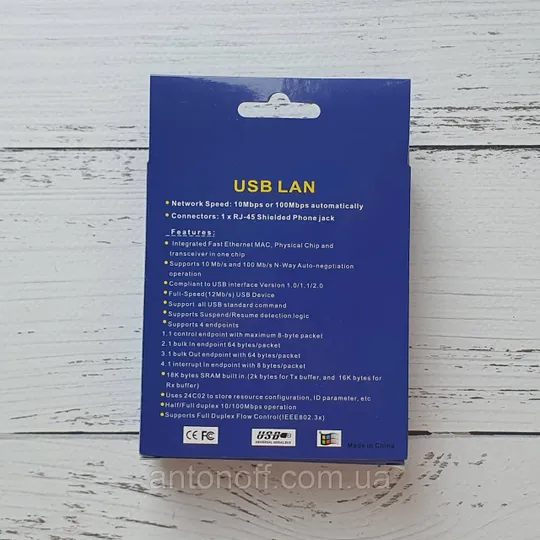 USB LAN
Network Speed: 10Mbps or 100Mbps automatically
Connectors: 1 x RJ-45 Shielded Phone jack
Features:
Integrated Fast Ethernet MAC, Physical Chip and
transceiver in one chip
Supports 10 Mb/s and 100 Mb/s N-Way Auto-negptiation
operation
Compliant to USB interface Version 1.0/1.1/2.0
Full-Speed(12Mb/s) USB Device
Support all USB standard command
Supports Suspend/Resume detection logic
Supports 4 endpoints
1.1 control endpoint with maximum 8-byte packet
2.1 bulk In endpoint 64 bytes/packet
3.1 bulk Out endpoint with 64 bytes/packet
4.1 interrupt In endpoint with 8 bytes/packet
18K bytes SRAM built in.(2k bytes for Tx buffer, and 16K bytes for
Rx buffer)
Uses 24C02 to store resource configuration, ID parameter, etc
Half/Full duplex 10/100Mbps operation
Supports Full Duplex Flow Control(IEEE802.3x)
CE FC USB UNIVERSAL SERIAL BUS Made in China
antonoff.com.ua